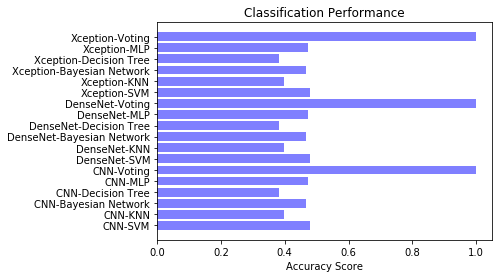 Classification Performance
Xception-Voting
Xception-MLP
Xception-Decision Tree
Xception-Bayesian Network
Xception-KNN
Xception-SVM
DenseNet-Voting
DenseNet-MLP
DenseNet-Decision Tree
DenseNet-Bayesian Network
DenseNet-KNN
DenseNet-SVM
CNN-Voting
CNN-MLP
CNN-Decision Tree
CNN-Bayesian Network
CNN-KNN
CNN-SVM
0.0 0.2 0.4 0.6 0.8 1.0
Accuracy Score